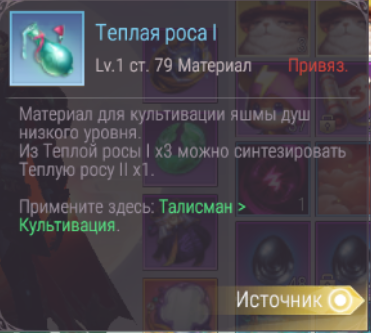 Теплая роса I
Lv.1 ст. 79 Материал Привяз.
Материал для культивации яшмы душ
низкого уровня.
Из Теплой росы I x3 можно синтезировать
Теплую росу II x1.
Примените здесь: Талисман >
Культивация.
1
Источник